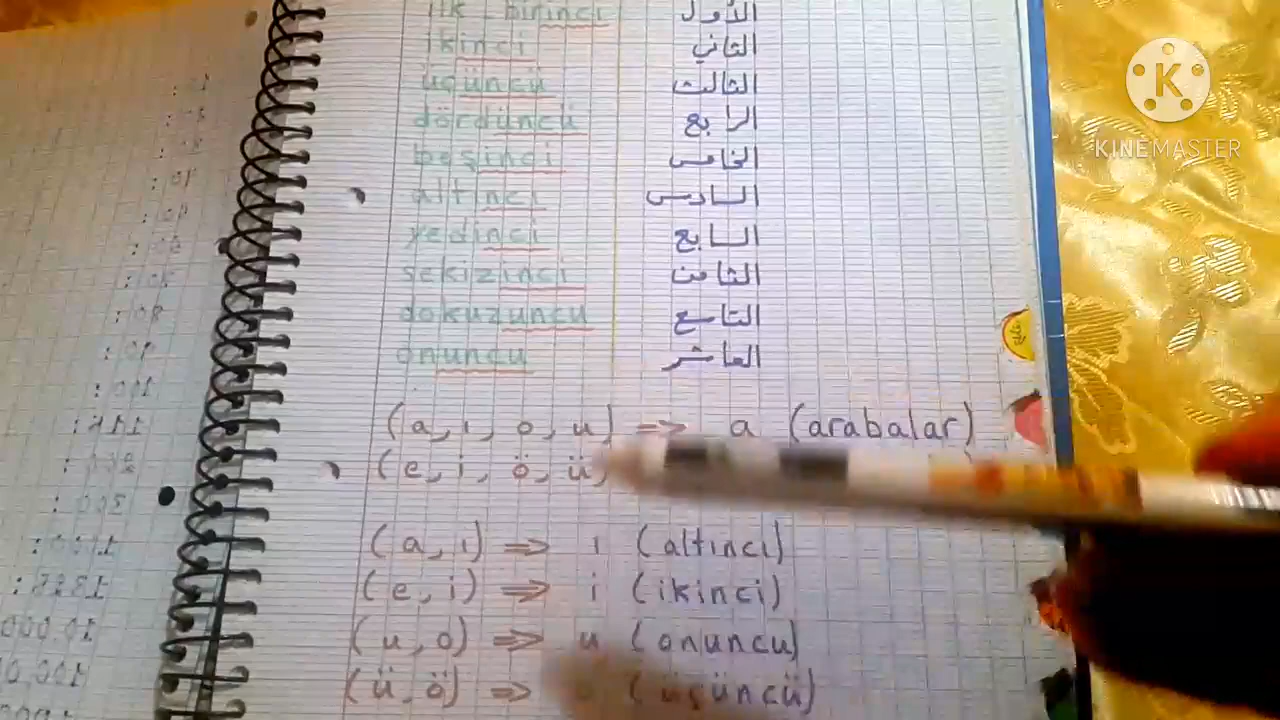 ilk - birinci الأول
ikinci الثاني
üçüncü الثالث
dördüncü الرابع
beşinci الخامس
altıncı السادس
yedinci السابع
sekizinci الثامن
dokuzuncu التاسع
onuncu العاشر
(a, ı, o, u) => a (arabalar)
(e, i, ö, ü)
(a, ı) => ı (altıncı)
(e, i) => i (ikinci)
(u, o) => u (onuncu)
(ü, ö) => (üçüncü)
K
KINEMASTER